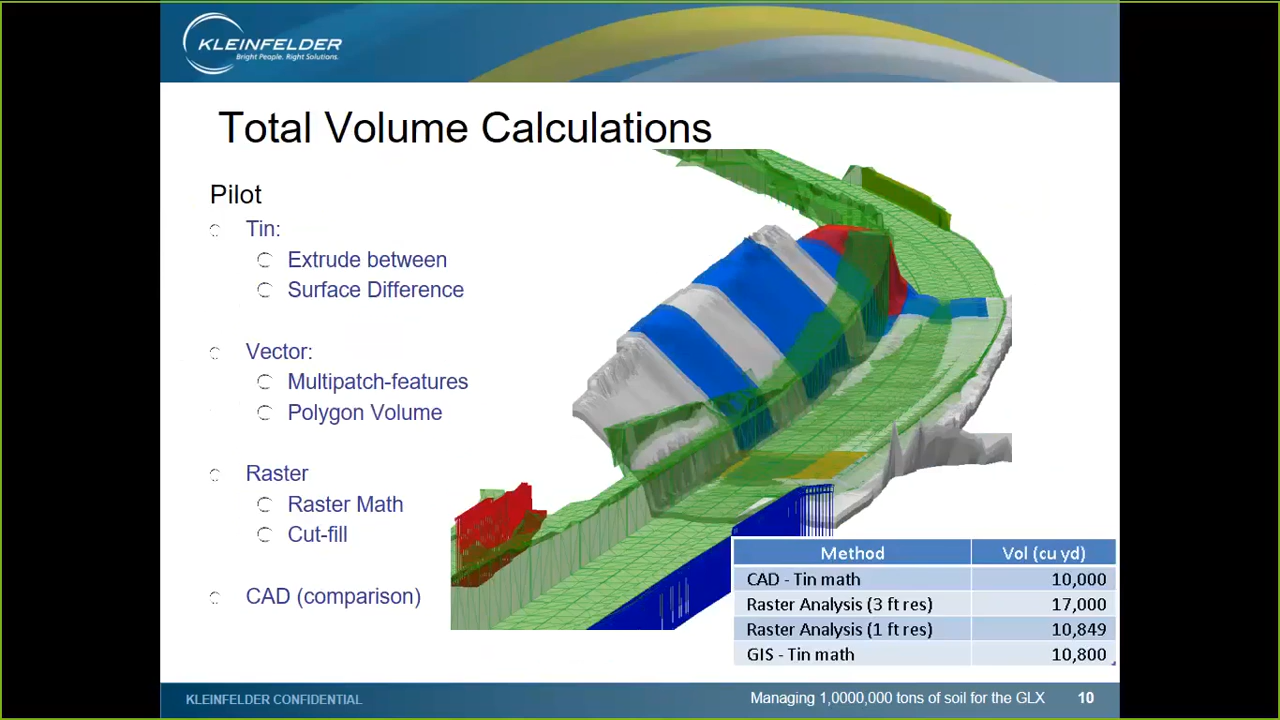 KLEINFELDER
Bright People. Right Solutions.
Total Volume Calculations
Pilot
Tin:
Extrude between
Surface Difference
Vector:
Multipatch-features
Polygon Volume
Raster
Raster Math
Cut-fill
CAD (comparison)
Method Vol (cu yd)
CAD - Tin math 10,000
Raster Analysis (3 ft res) 17,000
Raster Analysis (1 ft res) 10,849
GIS - Tin math 10,800
KLEINFELDER CONFIDENTIAL Managing 1,0000,000 tons of soil for the GLX 10